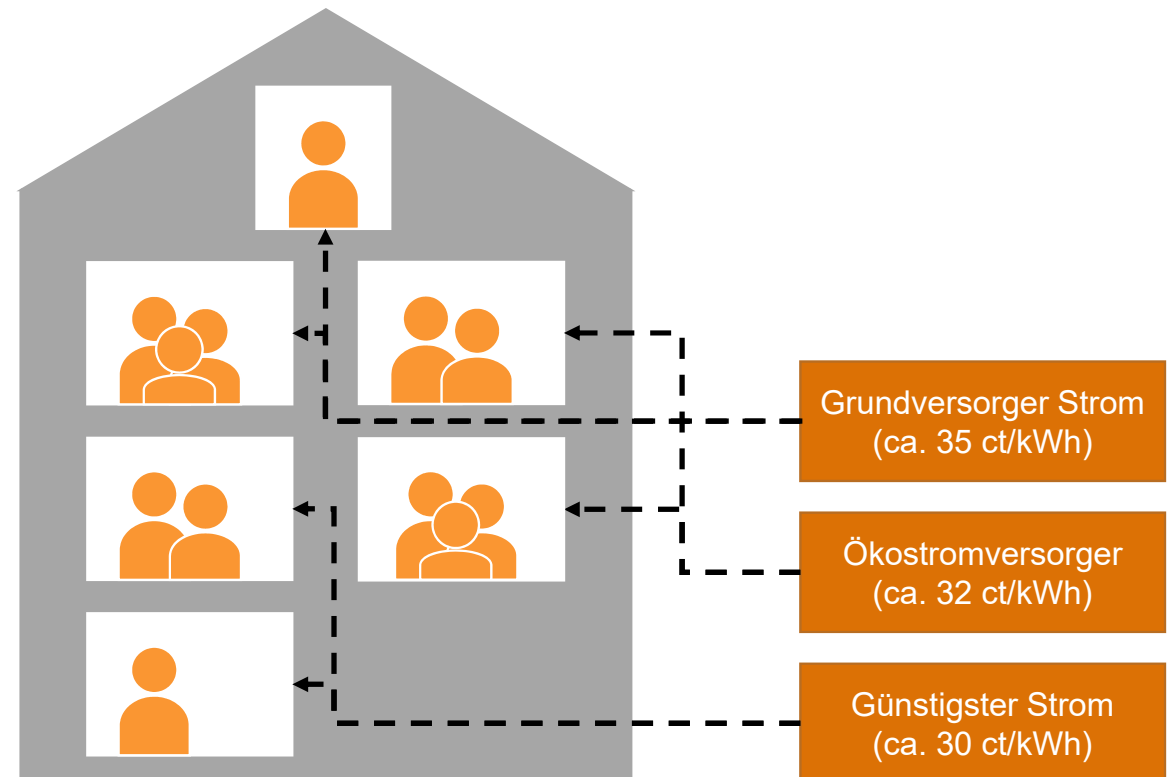 Grundversorger Strom
(ca. 35 ct/kWh)
Ökostromversorger
(ca. 32 ct/kWh)
Günstigster Strom
(ca. 30 ct/kWh)